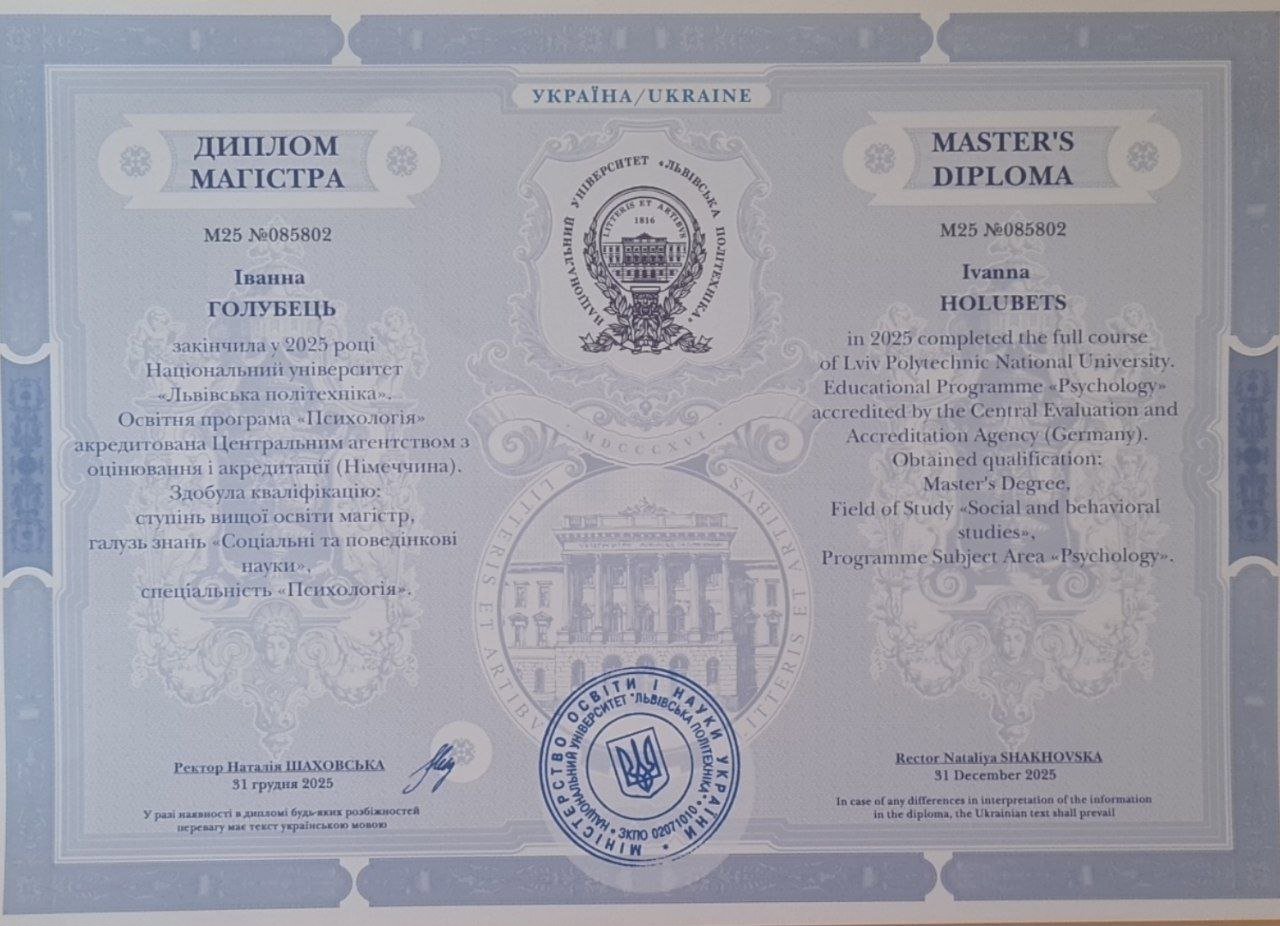 УКРАЇНА/UKRAINE
ДИПЛОМ
МАГІСТРА
М25 №085802
Іванна
ГОЛУБЕЦЬ
закінчила у 2025 році
Національний університет
«Львівська політехніка».
Освітня програма «Психологія»
акредитована Центральним агентством з
оцінювання і акредитації (Німеччина).
Здобула кваліфікацію:
ступінь вищої освіти магістр,
галузь знань «Соціальні та поведінкові
науки»,
спеціальність «Психологія».
Ректор Наталія ШАХОВСЬКА
31 грудня 2025
У разі наявності в дипломі будь-яких розбіжностей
перевагу має текст українською мовою
НАЦІОНАЛЬНИЙ УНІВЕРСИТЕТ «ЛЬВІВСЬКА ПОЛІТЕХНІКА»
LITTERIS ET ARTIBUS
1816
MDCCCXVI
LITTERIS ET ARTIBUS
МІНІСТЕРСТВО ОСВІТИ І НАУКИ УКРАЇНИ
НАЦІОНАЛЬНИЙ УНІВЕРСИТЕТ "ЛЬВІВСЬКА ПОЛІТЕХНІКА"
ЗКПО 02071010
MASTER'S
DIPLOMA
M25 №085802
Ivanna
HOLUBETS
in 2025 completed the full course
of Lviv Polytechnic National University.
Educational Programme «Psychology»
accredited by the Central Evaluation and
Accreditation Agency (Germany).
Obtained qualification:
Master's Degree,
Field of Study «Social and behavioral
studies»,
Programme Subject Area «Psychology».
Rector Nataliya SHAKHOVSKA
31 December 2025
In case of any differences in interpretation of the information
in the diploma, the Ukrainian text shall prevail